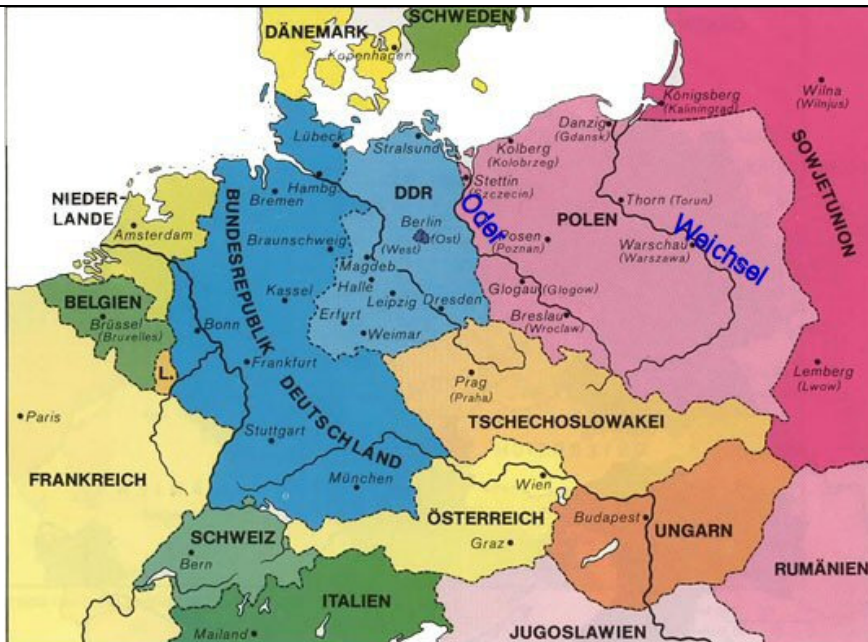 SCHWEDEN
DÄNEMARK
Kopenhagen
Königsberg
(Kaliningrad)
Wilna
(Wilnjus)
SOWJETUNION
Danzig
(Gdansk)
Kolberg
(Kolobrzeg)
Stralsund
Lübeck
Stettin
(Szczecin)
Hambg
Bremen
DDR
NIEDER-
LANDE
Amsterdam
BUNDESREPUBLIK
DEUTSCHLAND
Berlin
(West)
(Ost)
Oder
POLEN
Thorn (Torun)
Weichsel
Posen
(Poznan)
Warschau
(Warszawa)
Braunschweig
Magdeb
Halle
Kassel
Leipzig
Dresden
Glogau (Glogow)
Breslau
(Wroclaw)
Erfurt
Weimar
BELGIEN
Brüssel
(Bruxelles)
Bonn
L.
Frankfurt
Prag
(Praha)
Lemberg
(Lwow)
Paris
TSCHECHOSLOWAKEI
Stuttgart
FRANKREICH
München
Wien
ÖSTERREICH
Budapest
UNGARN
SCHWEIZ
Bern
Graz
RUMÄNIEN
ITALIEN
Mailand
JUGOSLAWIEN